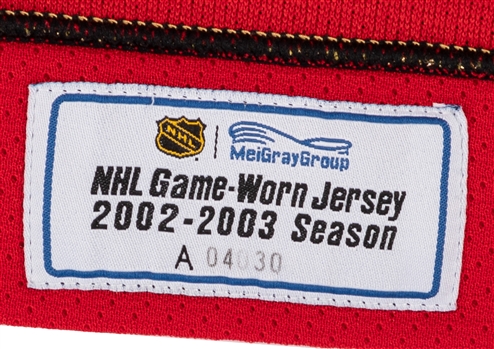 NHL | MeiGrayGroup
NHL Game-Worn Jersey
2002-2003 Season
A 04030